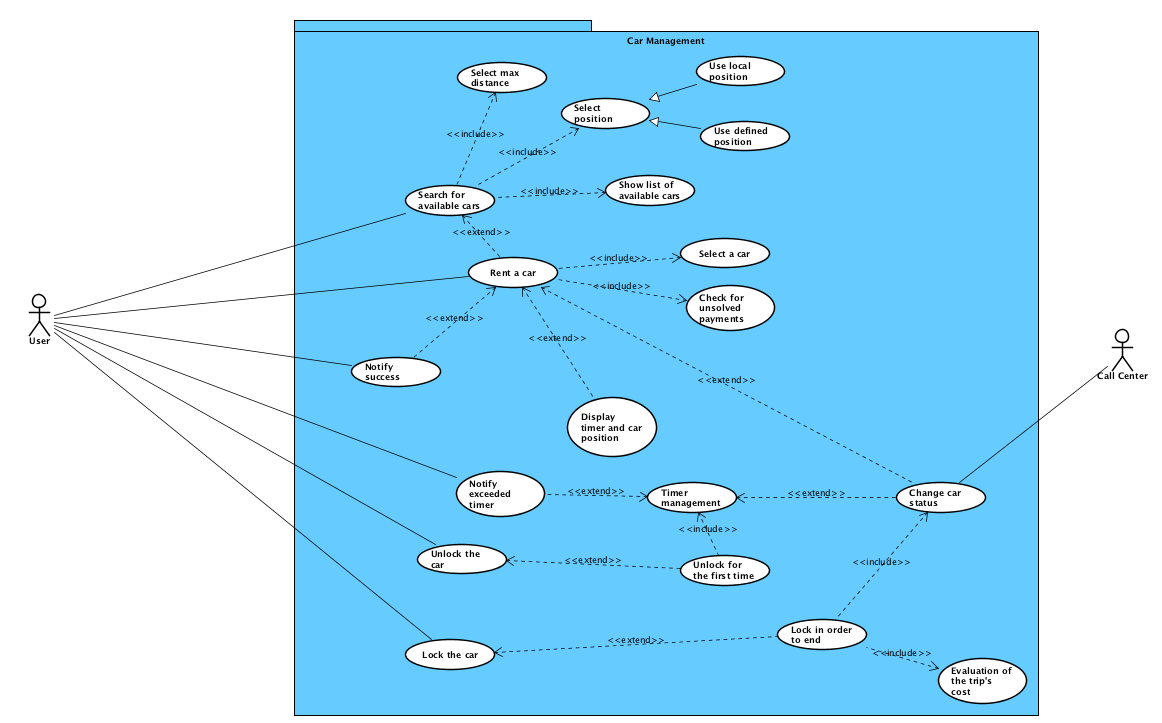 Car Management
Use local
position
Select max
distance
Select
position
<<include>>
Use defined
position
<<include>>
Show list of
available cars
<<include>>
Search for
available cars
<<extend>>
Select a car
<<include>>
Rent a car
<<include>>
Check for
unsolved
payments
<<extend>>
User
<<extend>>
Notify
success
Call Center
<<extend>>
Display
timer and car
position
Notify
exceeded
timer
<<extend>>
Timer
management
<<extend>>
Change car
status
<<include>>
Unlock the
car
<<extend>>
Unlock for
the first time
<<include>>
Lock in order
to end
<<extend>>
Lock the car
<<include>>
Evaluation of
the trip's
cost